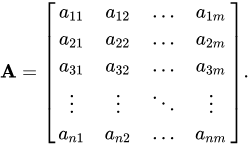 𝐀 = [ a₁₁ a₁₂ … a₁ₘ
a₂₁ a₂₂ … a₂ₘ
a₃₁ a₃₂ … a₃ₘ
⋮ ⋮ ⋱ ⋮
aₙ₁ aₙ₂ … aₙₘ ].